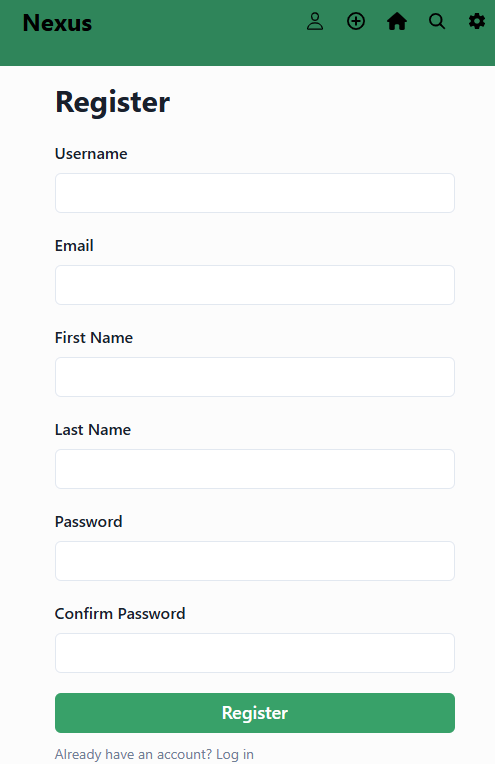 Nexus
Register
Username
Email
First Name
Last Name
Password
Confirm Password
Register
Already have an account? Log in